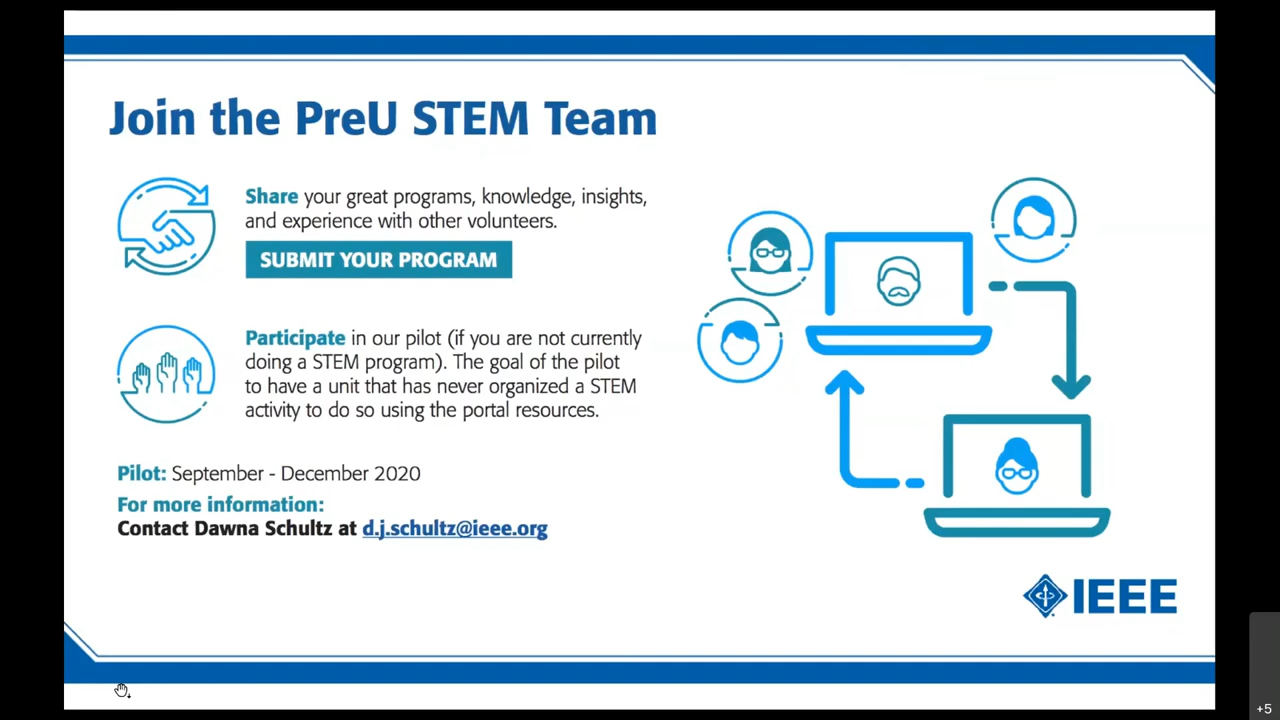 Join the PreU STEM Team
Share your great programs, knowledge, insights,
and experience with other volunteers.
SUBMIT YOUR PROGRAM
Participate in our pilot (if you are not currently
doing a STEM program). The goal of the pilot
to have a unit that has never organized a STEM
activity to do so using the portal resources.
Pilot: September - December 2020
For more information:
Contact Dawna Schultz at d.j.schultz@ieee.org
IEEE
+5